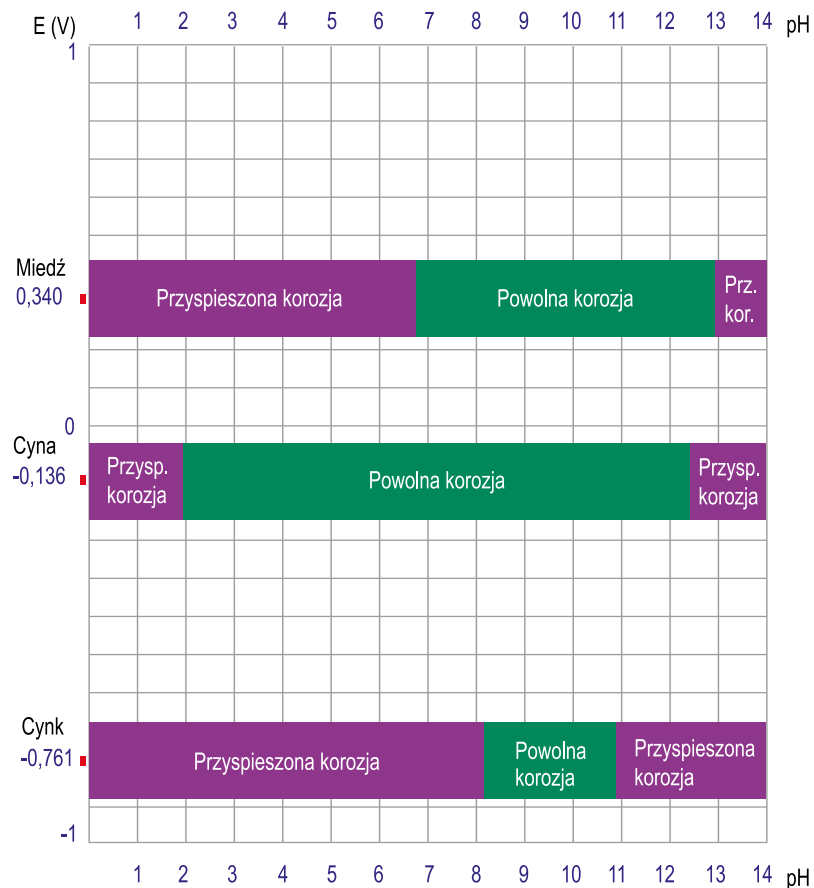 E (V) 1 2 3 4 5 6 7 8 9 10 11 12 13 14 pH
1
Miedź
0,340
Przyspieszona korozja
Powolna korozja
Prz.
kor.
0
Cyna
-0,136
Przysp.
korozja
Powolna korozja
Przysp.
korozja
Cynk
-0,761
Przyspieszona korozja
Powolna
korozja
Przyspieszona
korozja
-1
1 2 3 4 5 6 7 8 9 10 11 12 13 14 pH